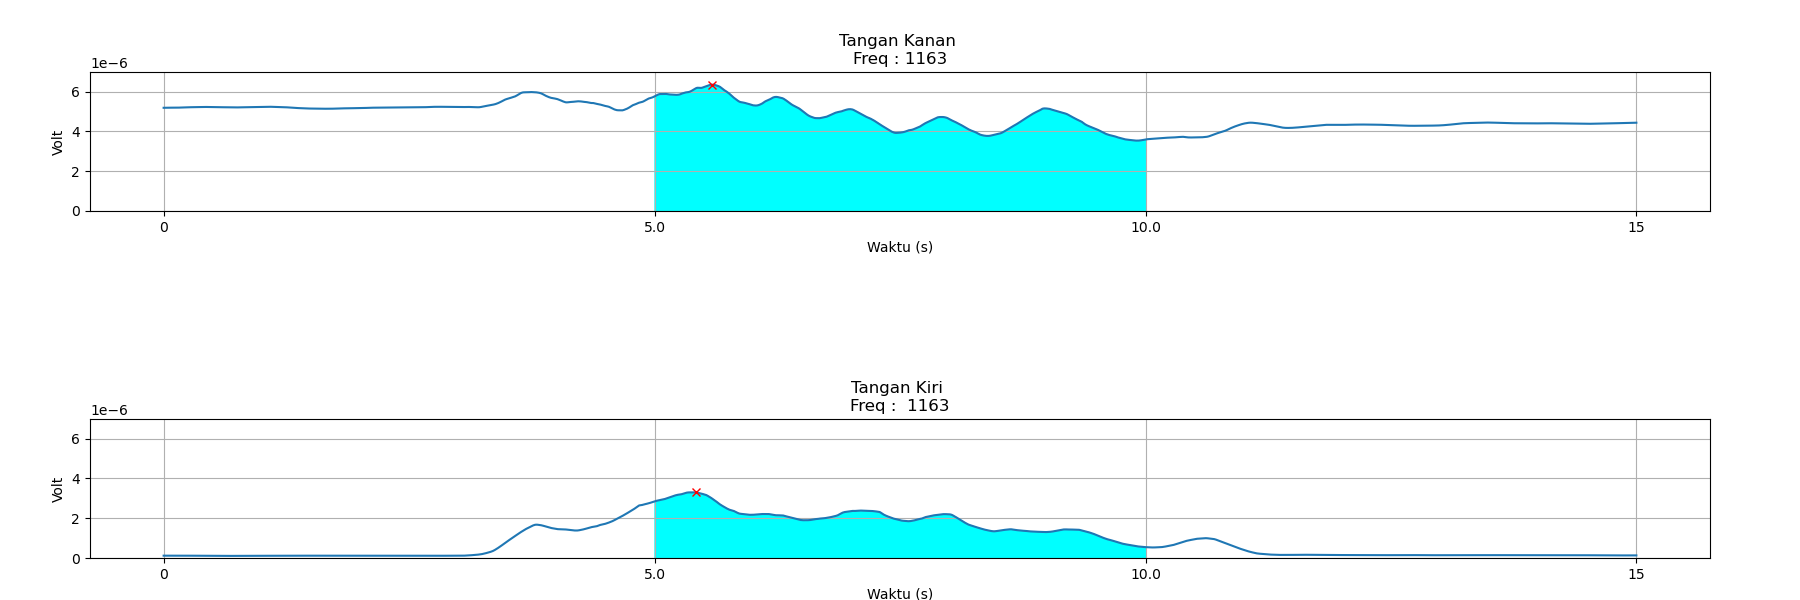 Tangan Kanan
Freq : 1163
1e−6
6
4
2
0
Volt
0 5.0 10.0 15
Waktu (s)
Tangan Kiri
Freq :  1163
1e−6
6
4
2
0
Volt
0 5.0 10.0 15
Waktu (s)